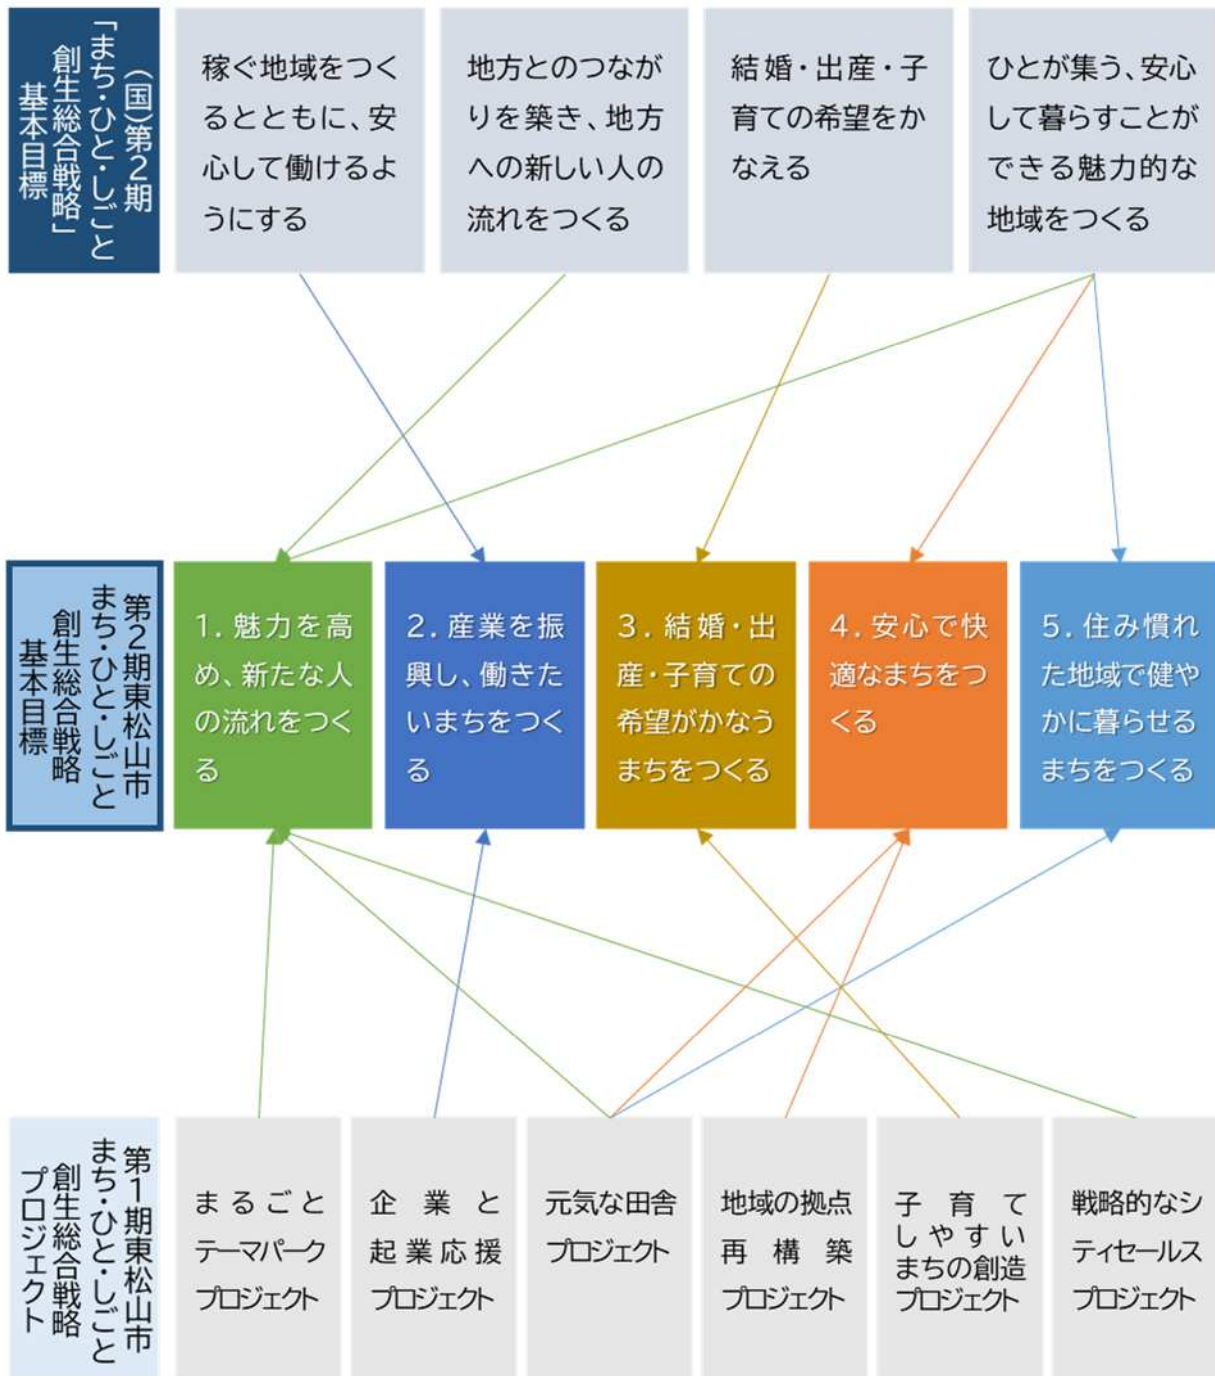 (国)第2期
「まち・ひと・しごと
創生総合戦略」
基本目標
稼ぐ地域をつく
るとともに、安
心して働けるよ
うにする
地方とのつなが
りを築き、地方
への新しい人の
流れをつくる
結婚・出産・子
育ての希望をか
なえる
ひとが集う、安心
して暮らすことが
できる魅力的な
地域をつくる
第2期東松山市
まち・ひと・しごと
創生総合戦略
基本目標
1.魅力を高
め、新たな人
の流れをつく
る
2.産業を振
興し、働きた
いまちをつく
る
3.結婚・出
産・子育ての
希望がかなう
まちをつくる
4.安心で快
適なまちをつ
くる
5.住み慣れ
た地域で健や
かに暮らせる
まちをつくる
第1期東松山市
まち・ひと・しごと
創生総合戦略
プロジェクト
まるごと
テーマパーク
プロジェクト
企業と
起業応援
プロジェクト
元気な田舎
プロジェクト
地域の拠点
再構築
プロジェクト
子育て
しやすい
まちの創造
プロジェクト
戦略的なシ
ティセールス
プロジェクト